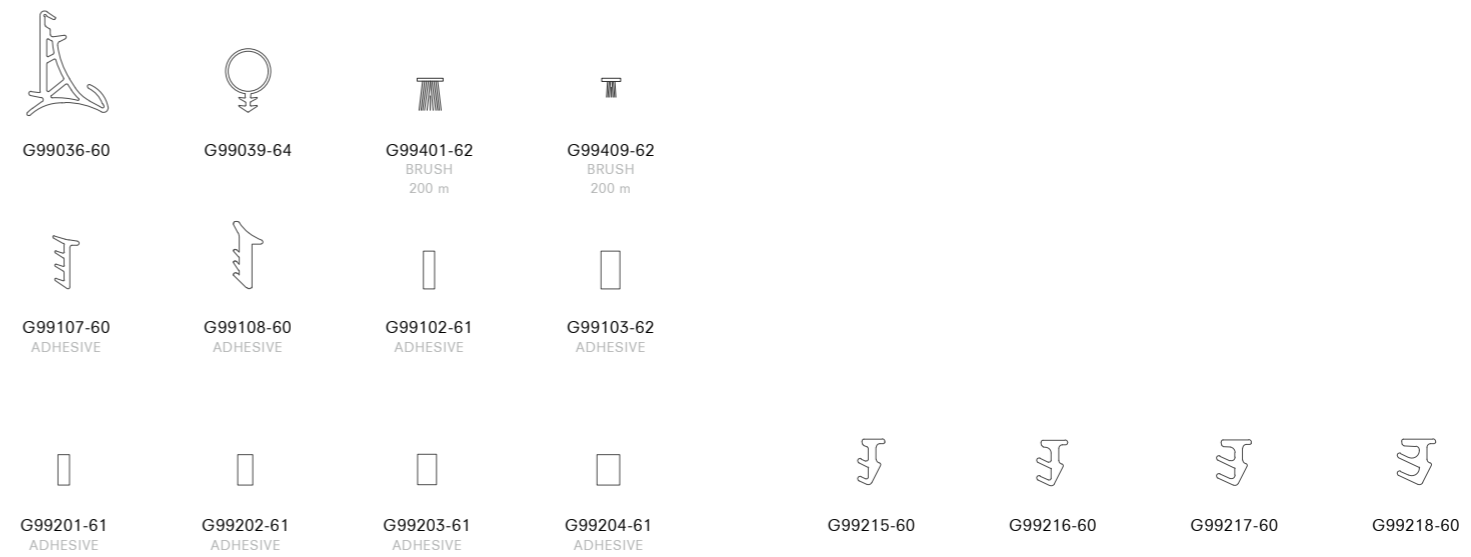 G99036-60 G99039-64 G99401-62 G99409-62
BRUSH BRUSH
200 m 200 m
G99107-60 G99108-60 G99102-61 G99103-62
ADHESIVE ADHESIVE ADHESIVE ADHESIVE
G99201-61 G99202-61 G99203-61 G99204-61 G99215-60 G99216-60 G99217-60 G99218-60
ADHESIVE ADHESIVE ADHESIVE ADHESIVE